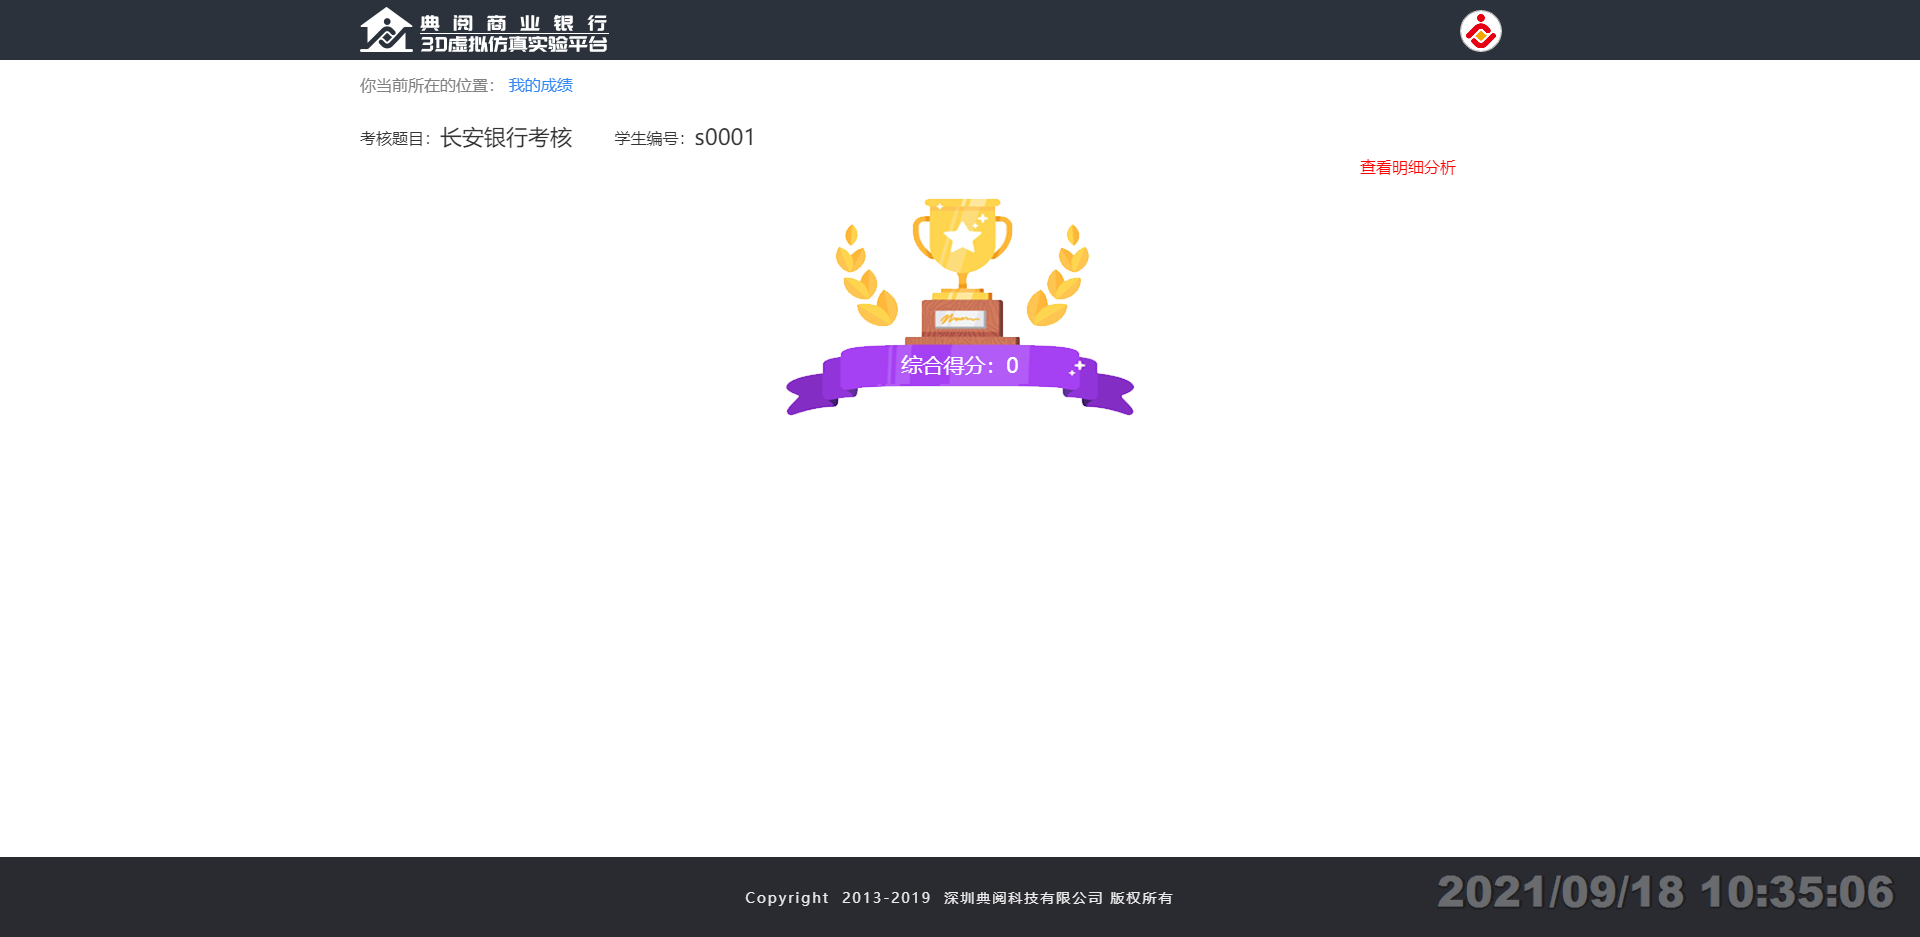 典阅商业银行
3D虚拟仿真实验平台
你当前所在的位置： 我的成绩
考核题目：长安银行考核 学生编号：s0001
查看明细分析
综合得分：0
Copyright 2013-2019 深圳典阅科技有限公司 版权所有
2021/09/18 10:35:06